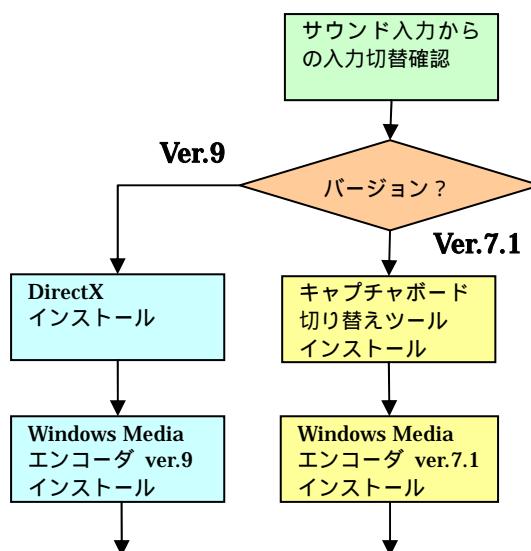 サウンド入力から
の入力切替確認
Ver.9
バージョン？
Ver.7.1
DirectX
インストール
キャプチャボード
切り替えツール
インストール
Windows Media
エンコーダ ver.9
インストール
Windows Media
エンコーダ ver.7.1
インストール